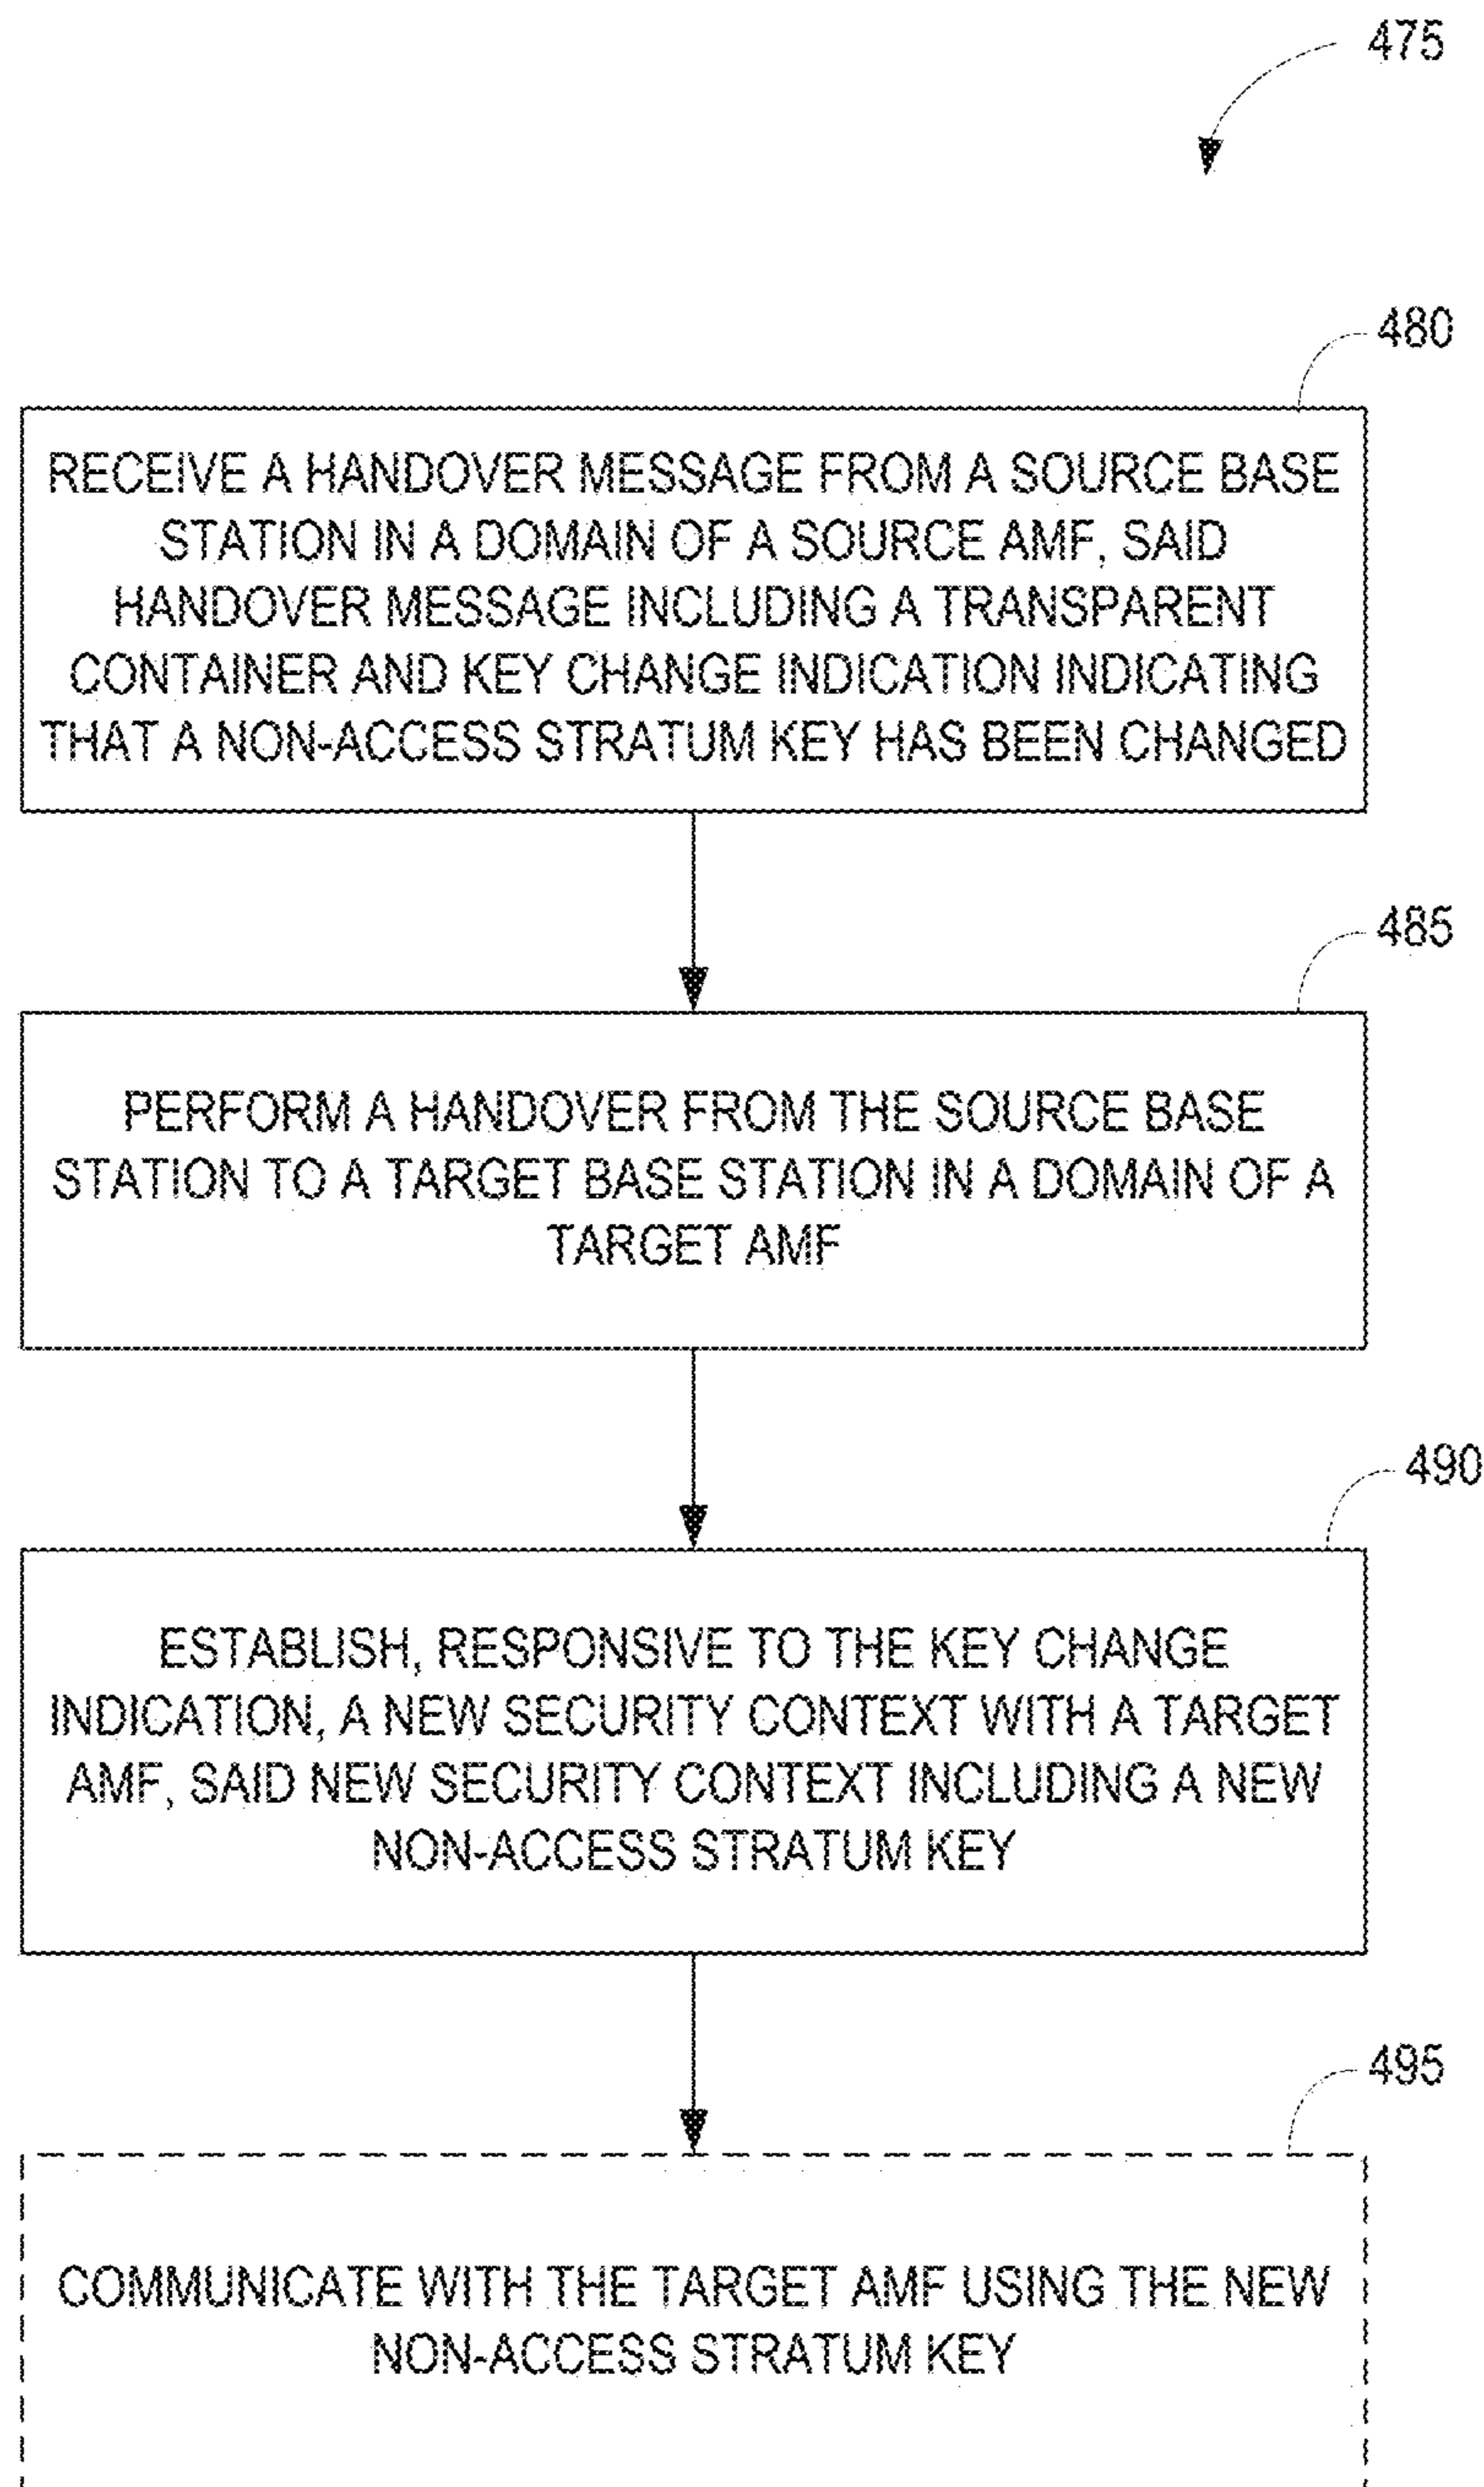 475
480
RECEIVE A HANDOVER MESSAGE FROM A SOURCE BASE
STATION IN A DOMAIN OF A SOURCE AMF, SAID
HANDOVER MESSAGE INCLUDING A TRANSPARENT
CONTAINER AND KEY CHANGE INDICATION INDICATING
THAT A NON-ACCESS STRATUM KEY HAS BEEN CHANGED
485
PERFORM A HANDOVER FROM THE SOURCE BASE
STATION TO A TARGET BASE STATION IN A DOMAIN OF A
TARGET AMF
490
ESTABLISH, RESPONSIVE TO THE KEY CHANGE
INDICATION, A NEW SECURITY CONTEXT WITH A TARGET
AMF, SAID NEW SECURITY CONTEXT INCLUDING A NEW
NON-ACCESS STRATUM KEY
495
COMMUNICATE WITH THE TARGET AMF USING THE NEW
NON-ACCESS STRATUM KEY